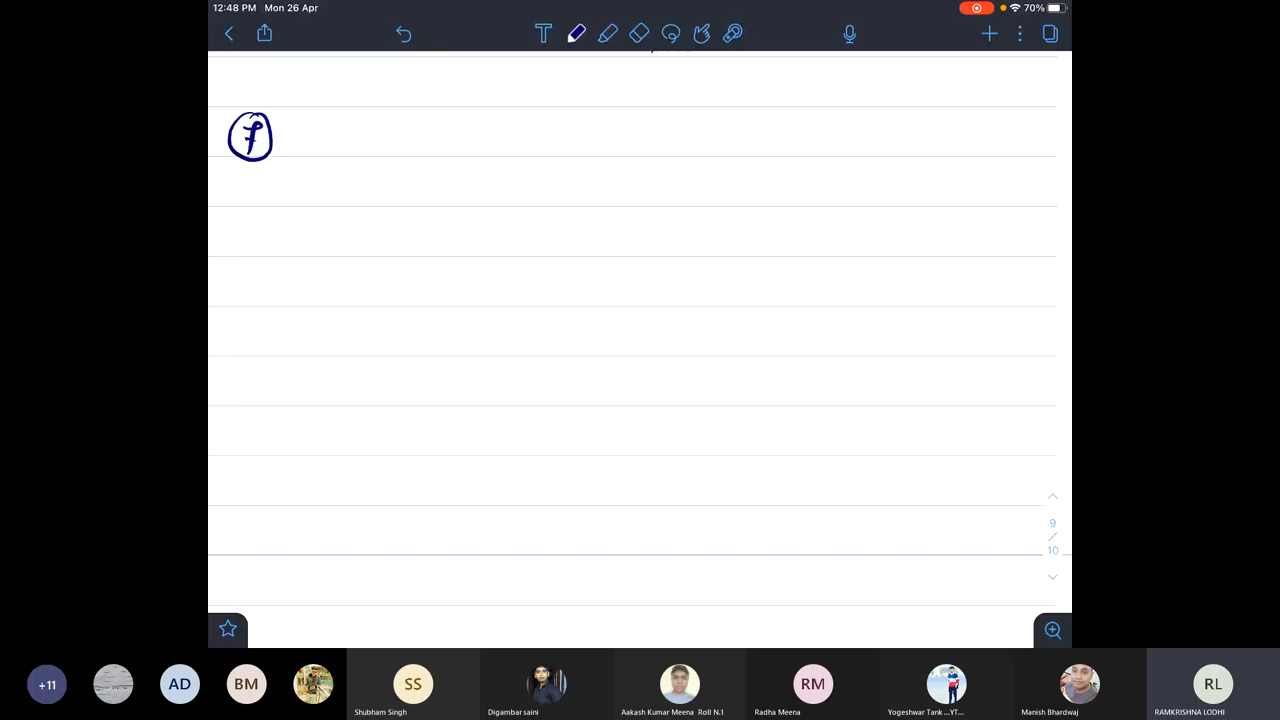 12:48 PM Mon 26 Apr
70%
T
7
9
/
10
+11
AD
BM
SS
RM
RL
Shubham Singh
Digambar saini
Aakash Kumar Meena Roll N.1
Radha Meena
Yogeshwar Tank ...YT...
Manish Bhardwaj
RAMKRISHNA LODHI